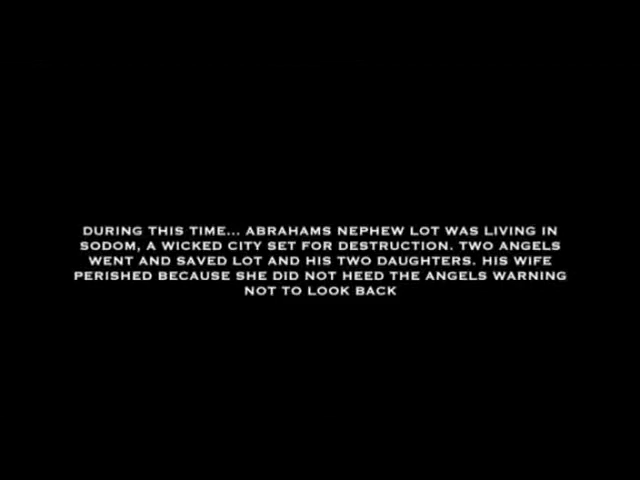 DURING THIS TIME... ABRAHAMS NEPHEW LOT WAS LIVING IN
SODOM, A WICKED CITY SET FOR DESTRUCTION. TWO ANGELS
WENT AND SAVED LOT AND HIS TWO DAUGHTERS. HIS WIFE
PERISHED BECAUSE SHE DID NOT HEED THE ANGELS WARNING
NOT TO LOOK BACK